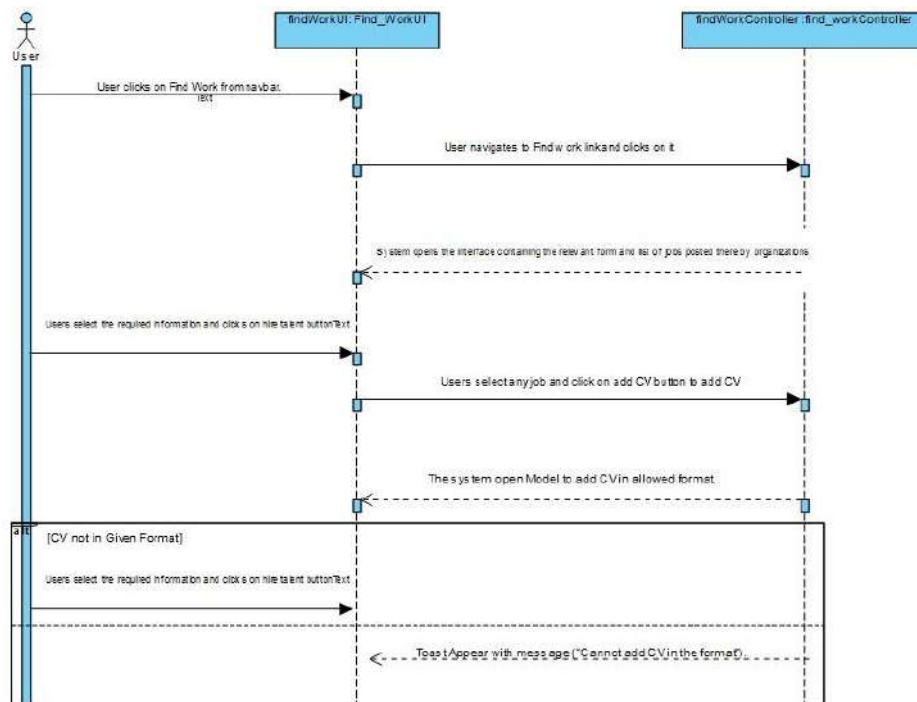 findWorkUI: Find_WorkUI
findWorkController :find_workController
User
User clicks on Find Work from navbar.
Text
User navigates to Find work link and clicks on it
System opens the interface containing the relevant form and list of jobs posted thereby organizations
Users select the required information and clicks on hire talent buttonText
Users select any job and click on add CV button to add CV
The system open Model to add CV in allowed format
alt
[CV not in Given Format]
Users select the required information and clicks on hire talent buttonText
Toast Appear with message ("Cannot add CV in the format").